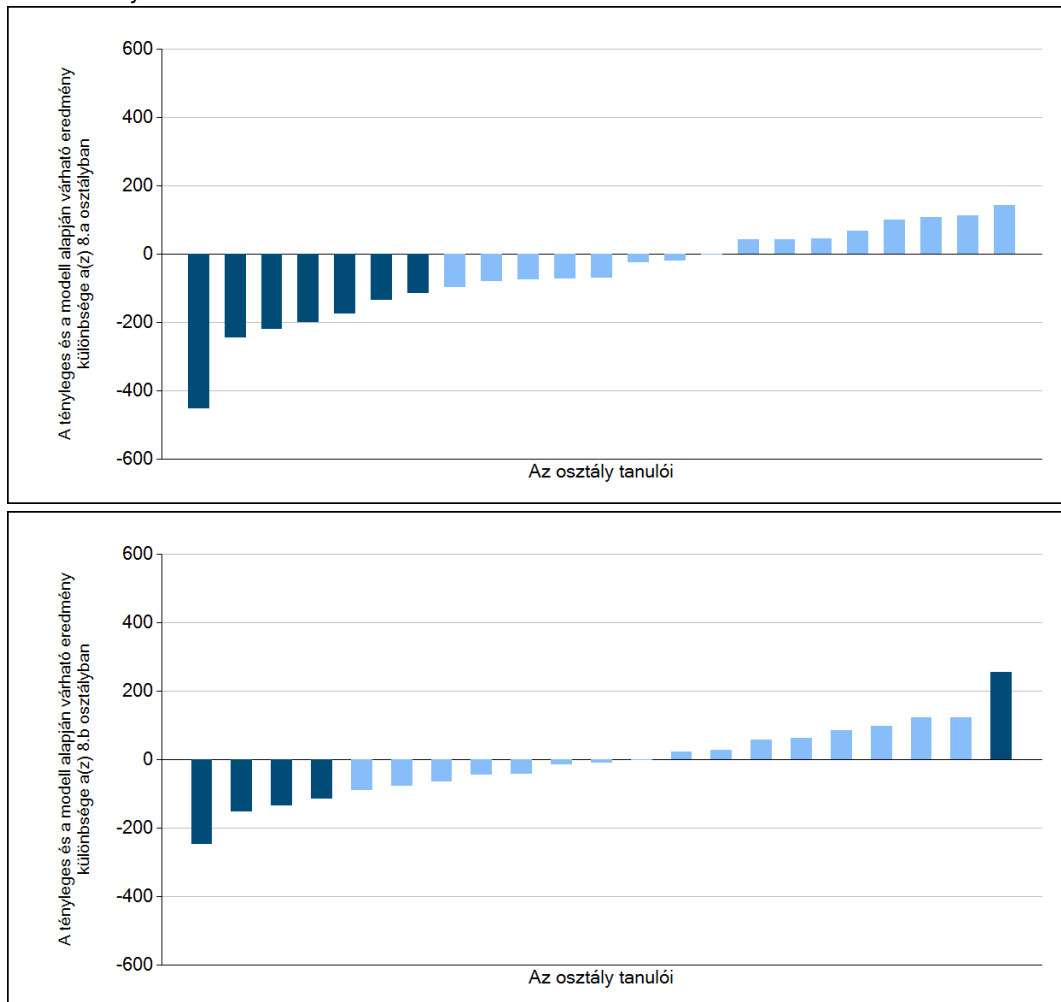 600
400
200
0
-200
-400
-600
A tényleges és a modell alapján várható eredmény
különbsége a(z) 8.a osztályban
Az osztály tanulói
600
400
200
0
-200
-400
-600
A tényleges és a modell alapján várható eredmény
különbsége a(z) 8.b osztályban
Az osztály tanulói